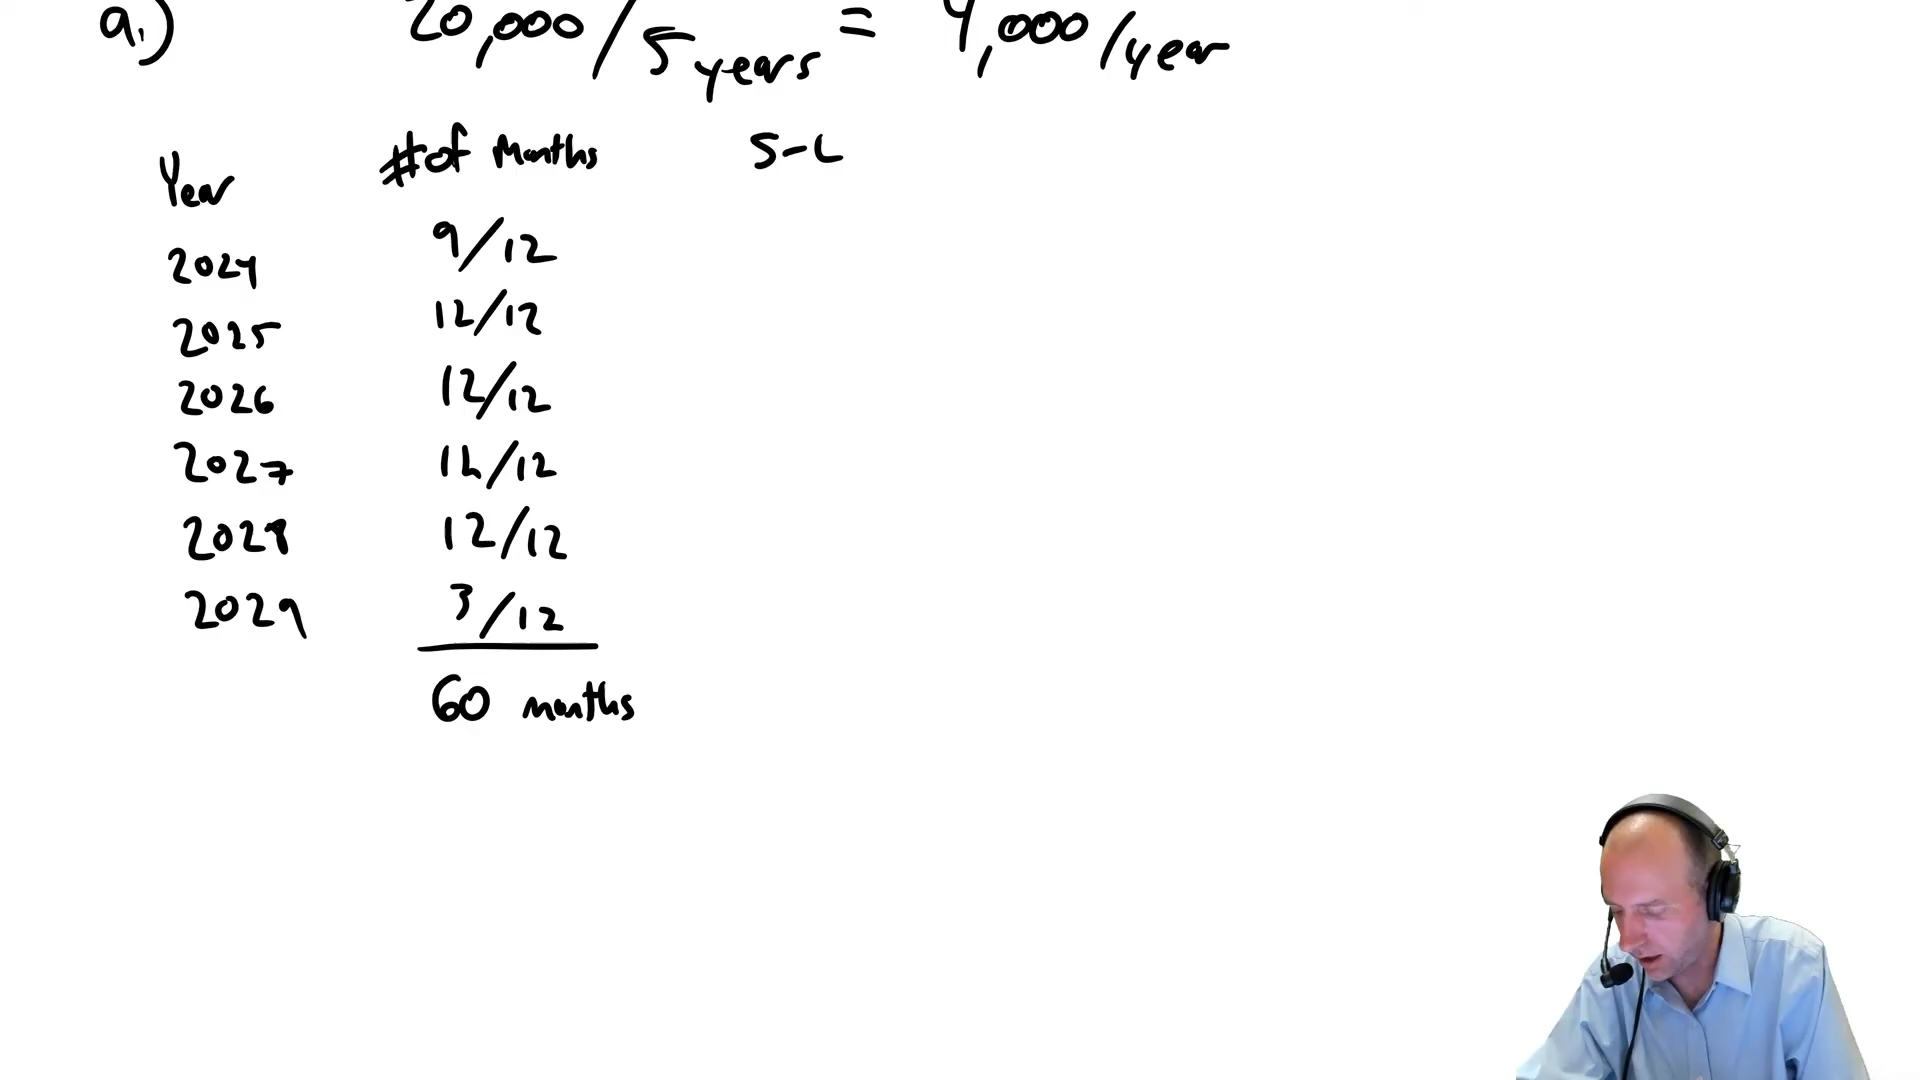 a.) 20,000 / 5 years = 4,000 / year
Year # of Months S-L
2024 9/12
2025 12/12
2026 12/12
2027 12/12
2028 12/12
2029 3/12
60 months